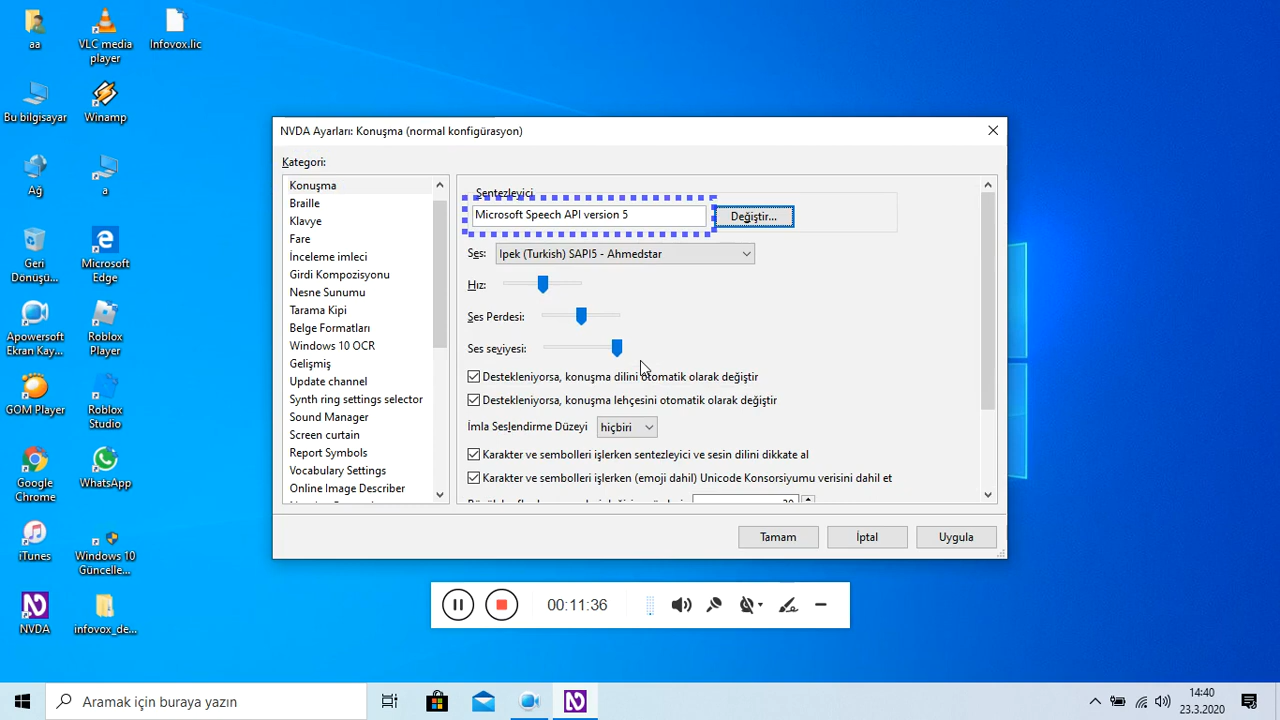 aa
VLC media
player
Infovox.lic
Bu bilgisayar
Winamp
Ağ
a
Geri
Dönüşü...
Microsoft
Edge
Apowersoft
Ekran Kay...
Roblox
Player
GOM Player
Roblox
Studio
Google
Chrome
WhatsApp
iTunes
Windows 10
Güncelle...
NVDA
infovox_de...
NVDA Ayarları: Konuşma (normal konfigürasyon)
Kategori:
Konuşma
Braille
Klavye
Fare
İnceleme imleci
Girdi Kompozisyonu
Nesne Sunumu
Tarama Kipi
Belge Formatları
Windows 10 OCR
Gelişmiş
Update channel
Synth ring settings selector
Sound Manager
Screen curtain
Report Symbols
Vocabulary Settings
Online Image Describer
Sentezleyici
Microsoft Speech API version 5
Değiştir...
Ses:
Ipek (Turkish) SAPI5 - Ahmedstar
Hız:
Ses Perdesi:
Ses seviyesi:
Destekleniyorsa, konuşma dilini otomatik olarak değiştir
Destekleniyorsa, konuşma lehçesini otomatik olarak değiştir
İmla Seslendirme Düzeyi
hiçbiri
Karakter ve sembolleri işlerken sentezleyici ve sesin dilini dikkate al
Karakter ve sembolleri işlerken (emoji dahil) Unicode Konsorsiyumu verisini dahil et
Tamam
İptal
Uygula
00:11:36
Aramak için buraya yazın
14:40
23.3.2020